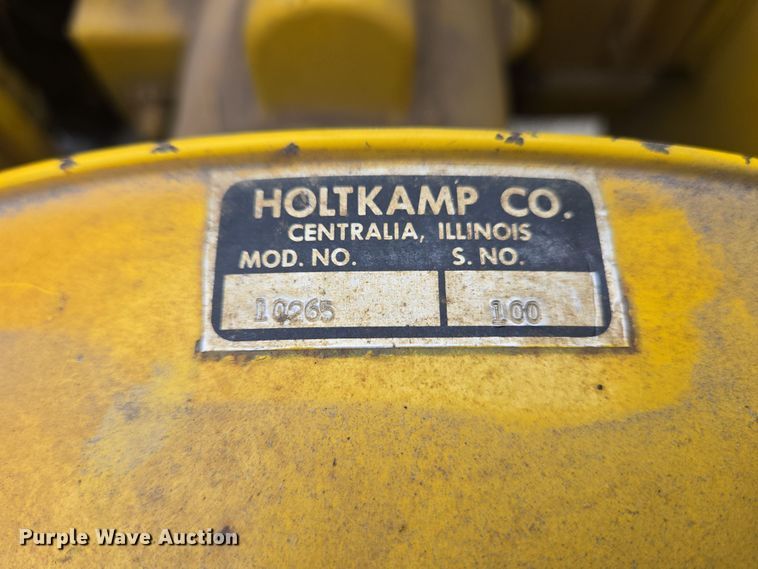 HOLTKAMP CO.
CENTRALIA, ILLINOIS
MOD. NO. S. NO.
10265 100
Purple Wave Auction